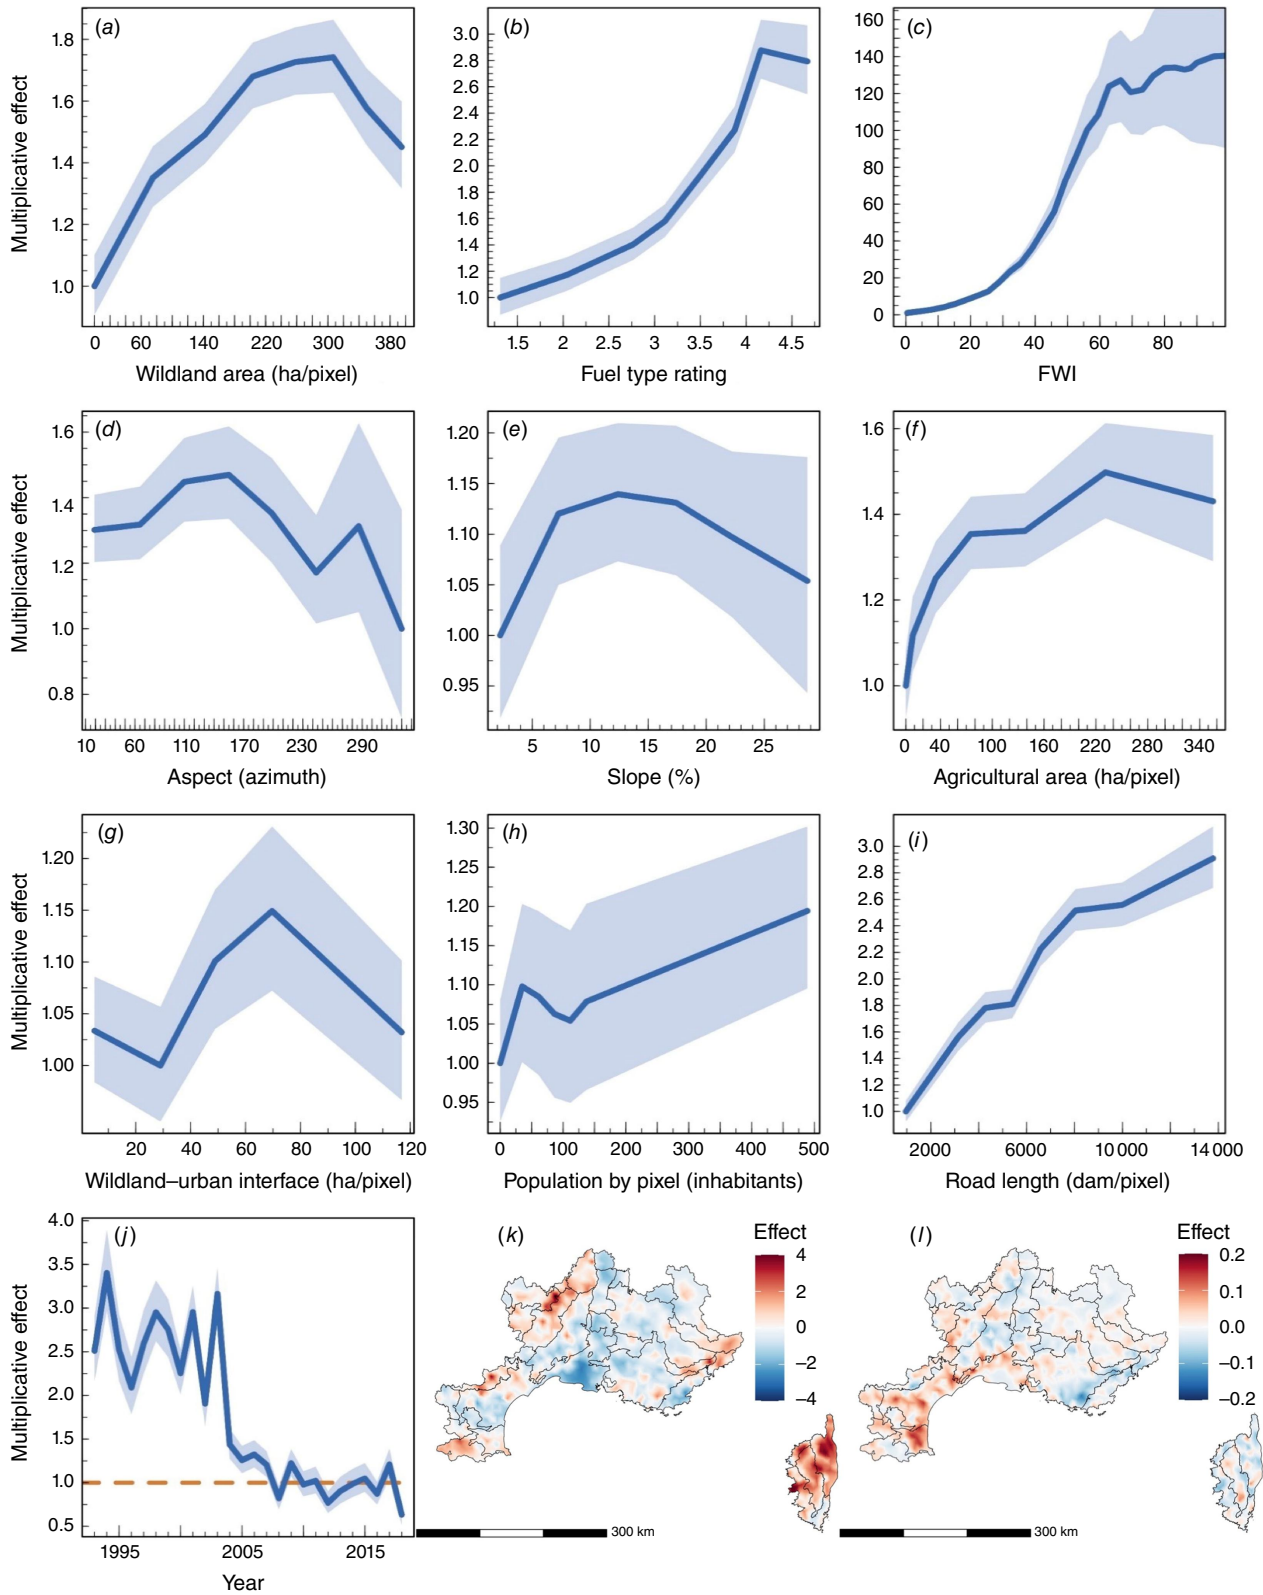 (a)
Multiplicative effect
1.8
1.6
1.4
1.2
1.0
0 60 140 220 300 380
Wildland area (ha/pixel)
(b)
3.0
2.8
2.6
2.4
2.2
2.0
1.8
1.6
1.4
1.2
1.0
1.5 2 2.5 3 3.5 4 4.5
Fuel type rating
(c)
160
140
120
100
80
60
40
20
0
0 20 40 60 80
FWI
(d)
Multiplicative effect
1.6
1.4
1.2
1.0
0.8
10 60 110 170 230 290
Aspect (azimuth)
(e)
1.20
1.15
1.10
1.05
1.00
0.95
5 10 15 20 25
Slope (%)
(f)
1.6
1.4
1.2
1.0
0 40 100 160 220 280 340
Agricultural area (ha/pixel)
(g)
Multiplicative effect
1.20
1.15
1.10
1.05
1.00
20 40 60 80 100 120
Wildland–urban interface (ha/pixel)
(h)
1.30
1.25
1.20
1.15
1.10
1.05
1.00
0.95
0 100 200 300 400 500
Population by pixel (inhabitants)
(i)
3.0
2.8
2.6
2.4
2.2
2.0
1.8
1.6
1.4
1.2
1.0
2000 6000 10 000 14 000
Road length (dam/pixel)
(j)
Multiplicative effect
4.0
3.5
3.0
2.5
2.0
1.5
1.0
0.5
1995 2005 2015
Year
(k)
Effect
4
2
0
–2
–4
300 km
(l)
Effect
0.2
0.1
0.0
–0.1
–0.2
300 km